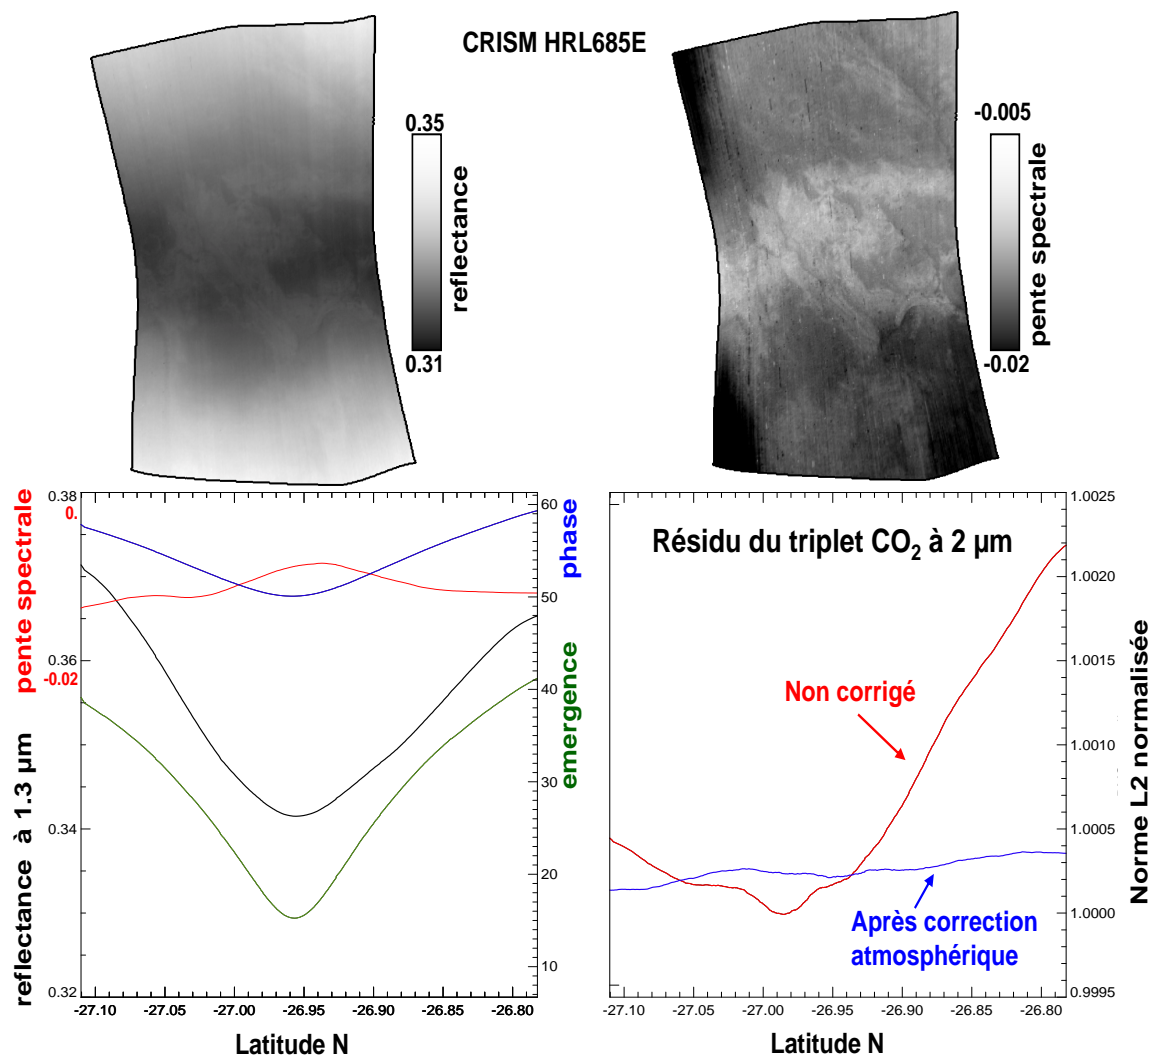 CRISM HRL685E
0.35
reflectance
0.31
-0.005
pente spectrale
-0.02
0.38
0.
pente spectrale
0.36
-0.02
reflectance à 1.3 µm
0.34
0.32
60
phase
50
40
emergence
30
20
10
-27.10
-27.05
-27.00
-26.95
-26.90
-26.85
-26.80
Latitude N
Résidu du triplet CO₂ à 2 µm
Non corrigé
Après correction
atmosphérique
1.0025
1.0020
1.0015
1.0010
1.0005
1.0000
0.9995
Norme L2 normalisée
-27.10
-27.05
-27.00
-26.95
-26.90
-26.85
-26.80
Latitude N